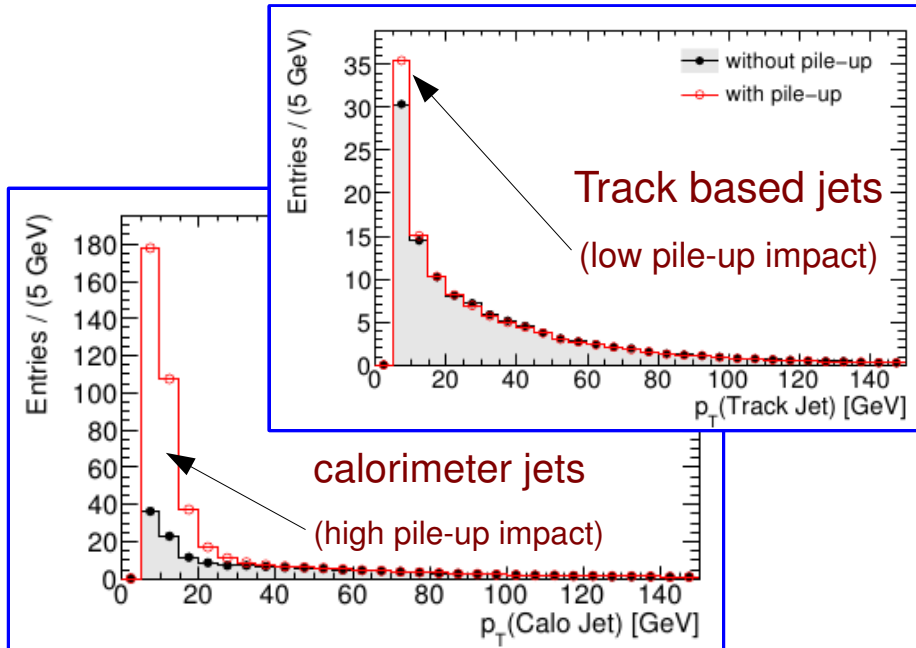 Entries / (5 GeV)
35
30
25
20
15
10
5
0
without pile-up
with pile-up
Track based jets
(low pile-up impact)
0 20 40 60 80 100 120 140
p_T(Track Jet) [GeV]
Entries / (5 GeV)
180
160
140
120
100
80
60
40
20
0
calorimeter jets
(high pile-up impact)
0 20 40 60 80 100 120 140
p_T(Calo Jet) [GeV]